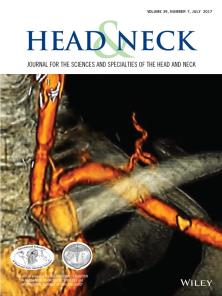 VOLUME 39, NUMBER 7, JULY 2017
HEAD&NECK
JOURNAL FOR THE SCIENCES AND SPECIALTIES OF THE HEAD AND NECK
WILEY